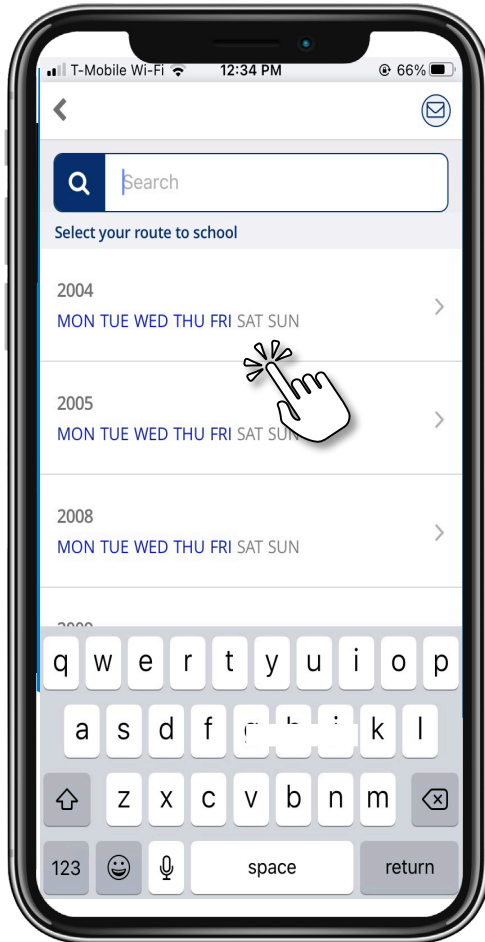 T-Mobile Wi-Fi 12:34 PM 66%
Search
Select your route to school
2004
MON TUE WED THU FRI SAT SUN
2005
MON TUE WED THU FRI SAT SUN
2008
MON TUE WED THU FRI SAT SUN
q w e r t y u i o p
a s d f k l
z x c v b n m
123 space return